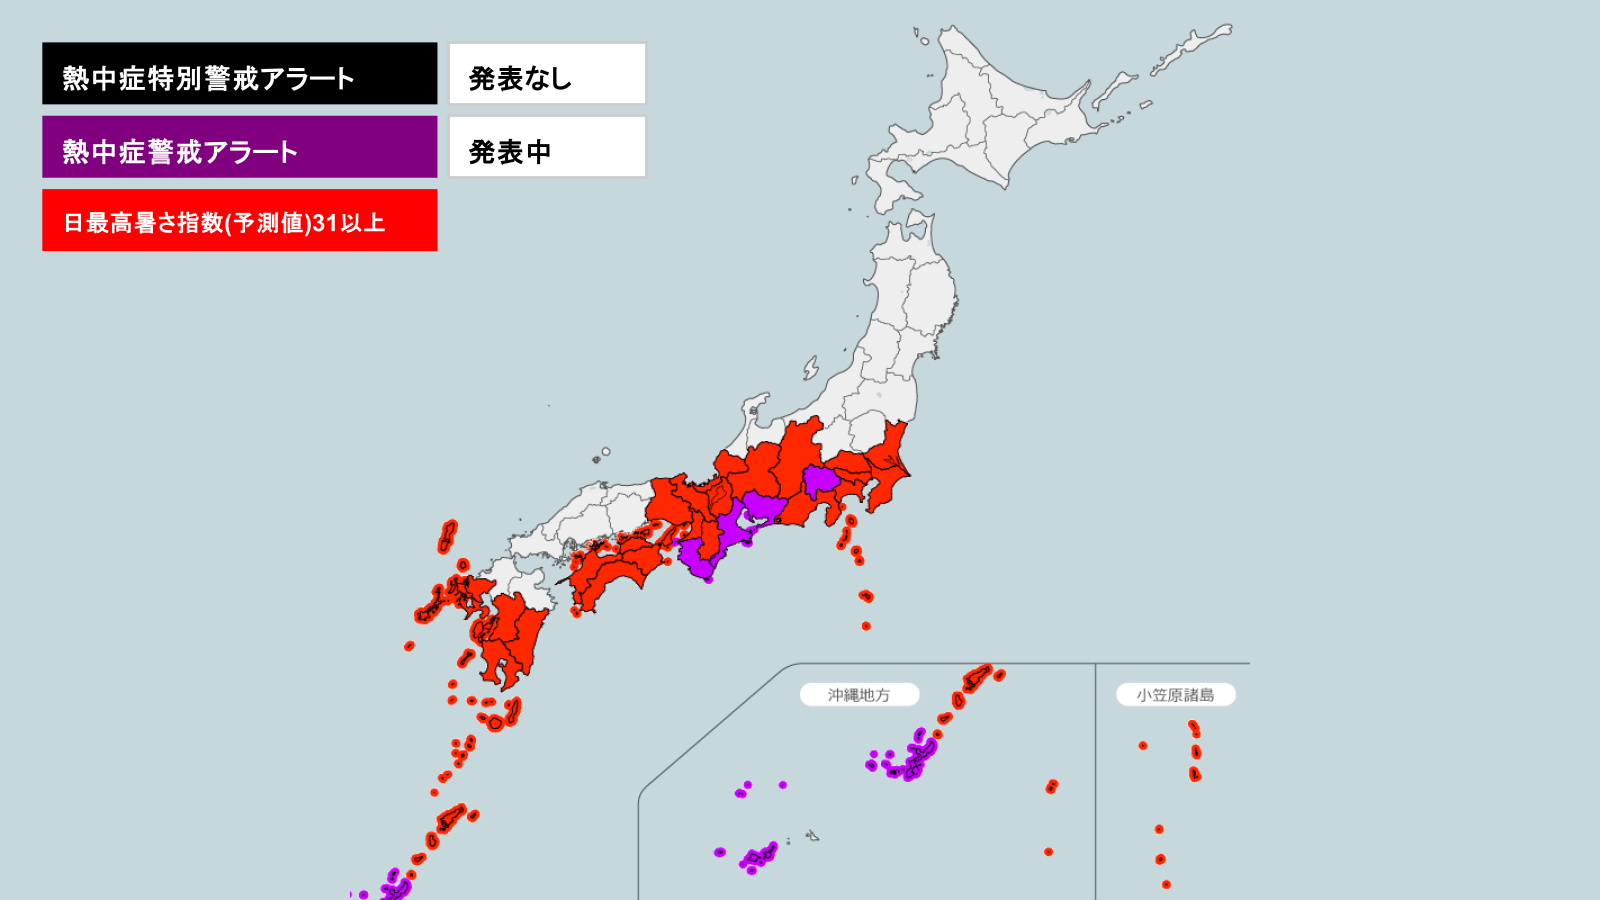 熱中症特別警戒アラート
発表なし
熱中症警戒アラート
発表中
日最高暑さ指数(予測値)31以上
沖縄地方
小笠原諸島